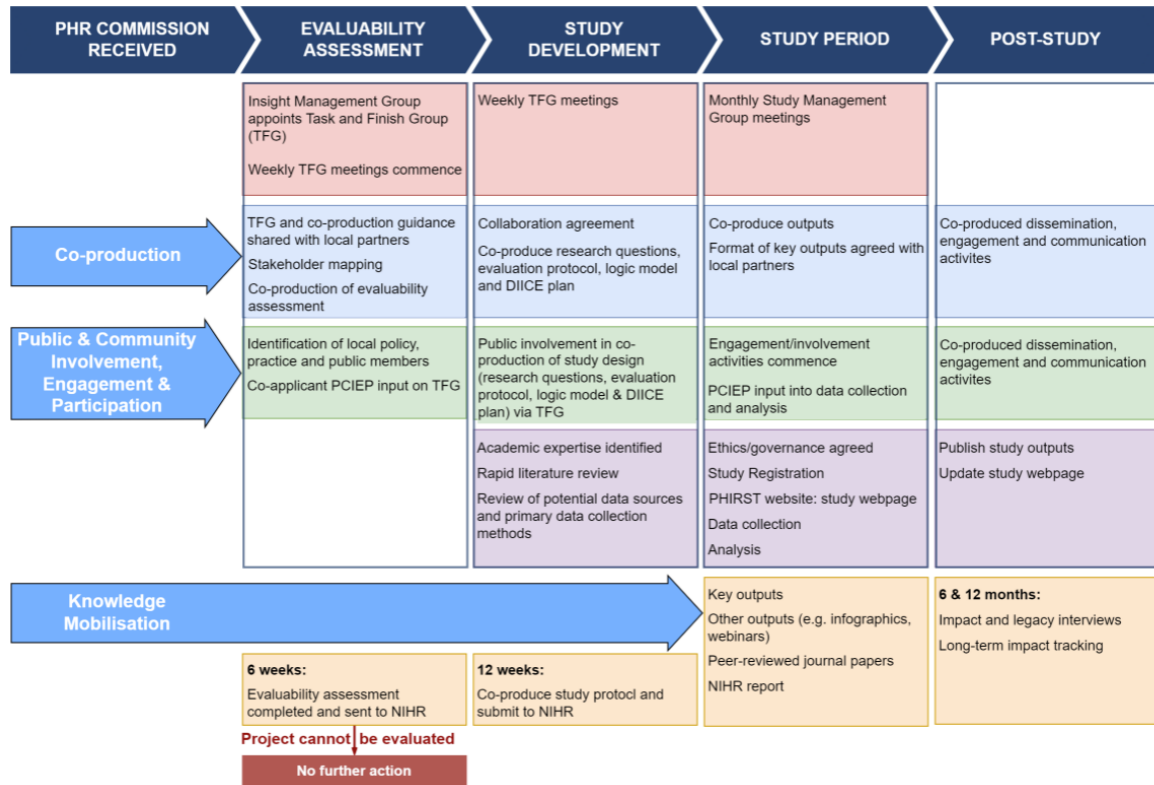 PHR COMMISSION
RECEIVED
EVALUABILITY
ASSESSMENT
STUDY
DEVELOPMENT
STUDY PERIOD
POST-STUDY
Insight Management Group
appoints Task and Finish Group
(TFG)
Weekly TFG meetings commence
Weekly TFG meetings
Monthly Study Management
Group meetings
Co-production
TFG and co-production guidance
shared with local partners
Stakeholder mapping
Co-production of evaluability
assessment
Collaboration agreement
Co-produce research questions,
evaluation protocol, logic model
and DIICE plan
Co-produce outputs
Format of key outputs agreed with
local partners
Co-produced dissemination,
engagement and communication
activites
Public & Community
Involvement,
Engagement &
Participation
Identification of local policy,
practice and public members
Co-applicant PCIEP input on TFG
Public involvement in co-
production of study design
(research questions, evaluation
protocol, logic model & DIICE
plan) via TFG
Engagement/involvement
activities commence
PCIEP input into data collection
and analysis
Co-produced dissemination,
engagement and communication
activites
Academic expertise identified
Rapid literature review
Review of potential data sources
and primary data collection
methods
Ethics/governance agreed
Study Registration
PHIRST website: study webpage
Data collection
Analysis
Publish study outputs
Update study webpage
Knowledge
Mobilisation
6 weeks:
Evaluability assessment
completed and sent to NIHR
12 weeks:
Co-produce study protocl and
submit to NIHR
Key outputs
Other outputs (e.g. infographics,
webinars)
Peer-reviewed journal papers
NIHR report
6 & 12 months:
Impact and legacy interviews
Long-term impact tracking
Project cannot be evaluated
No further action